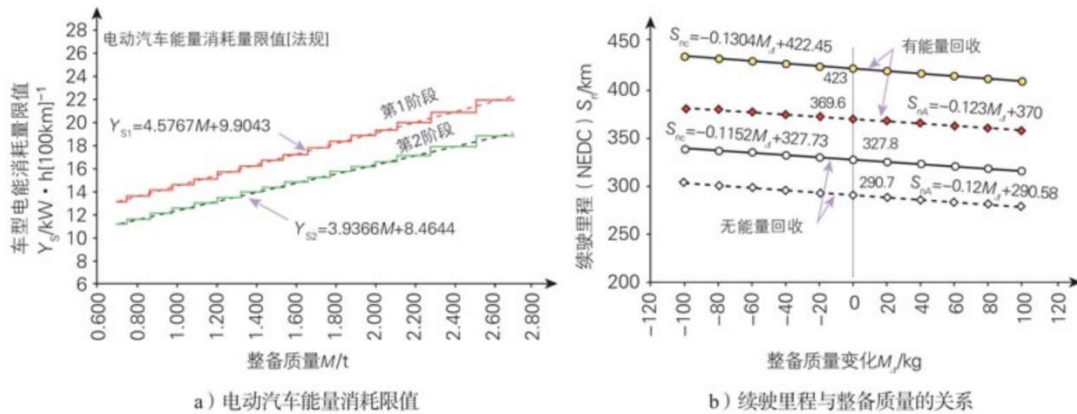 电动汽车能量消耗量限值[法规]
车型电能消耗量限值
Y_S/kW·h[100km]⁻¹
28
26
24
22
20
18
16
14
12
10
8
6
第1阶段
Y_S1=4.5767M+9.9043
第2阶段
Y_S2=3.9366M+8.4644
0.600
0.800
1.000
1.200
1.400
1.600
1.800
2.000
2.200
2.400
2.600
2.800
整备质量M/t
a）电动汽车能量消耗限值
续驶里程（NEDC）S_n/km
450
400
350
300
250
200
S_nc=−0.1304M_Δ+422.45
有能量回收
423
369.6
S_nA=−0.123M_Δ+370
S_nc=−0.1152M_Δ+327.73
327.8
290.7
S_nA=−0.12M_Δ+290.58
无能量回收
−120
−100
−80
−60
−40
−20
0
20
40
60
80
100
120
整备质量变化M_Δ/kg
b）续驶里程与整备质量的关系